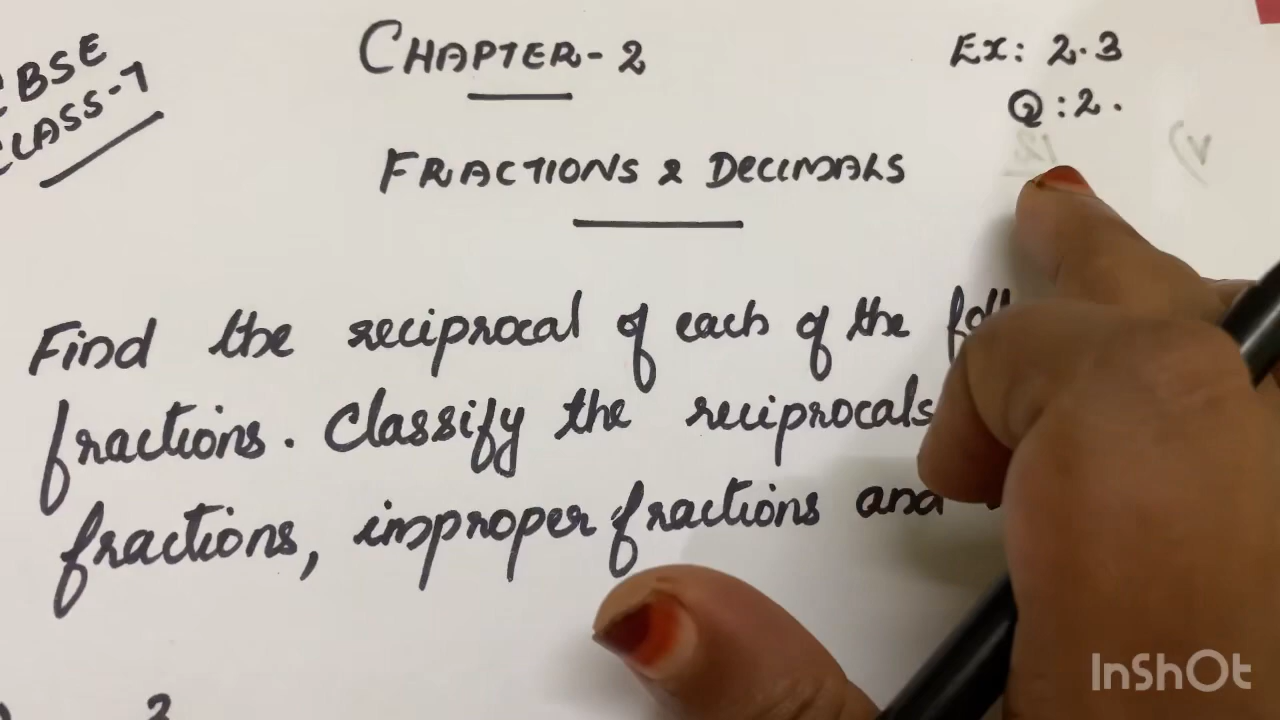 CBSE
CLASS-7
CHAPTER-2
Ex: 2.3
Q:2.
FRACTIONS & DECIMALS
Find the reciprocal of each of the
fractions. Classify the reciprocals
fractions, improper fractions and
3
InShOt